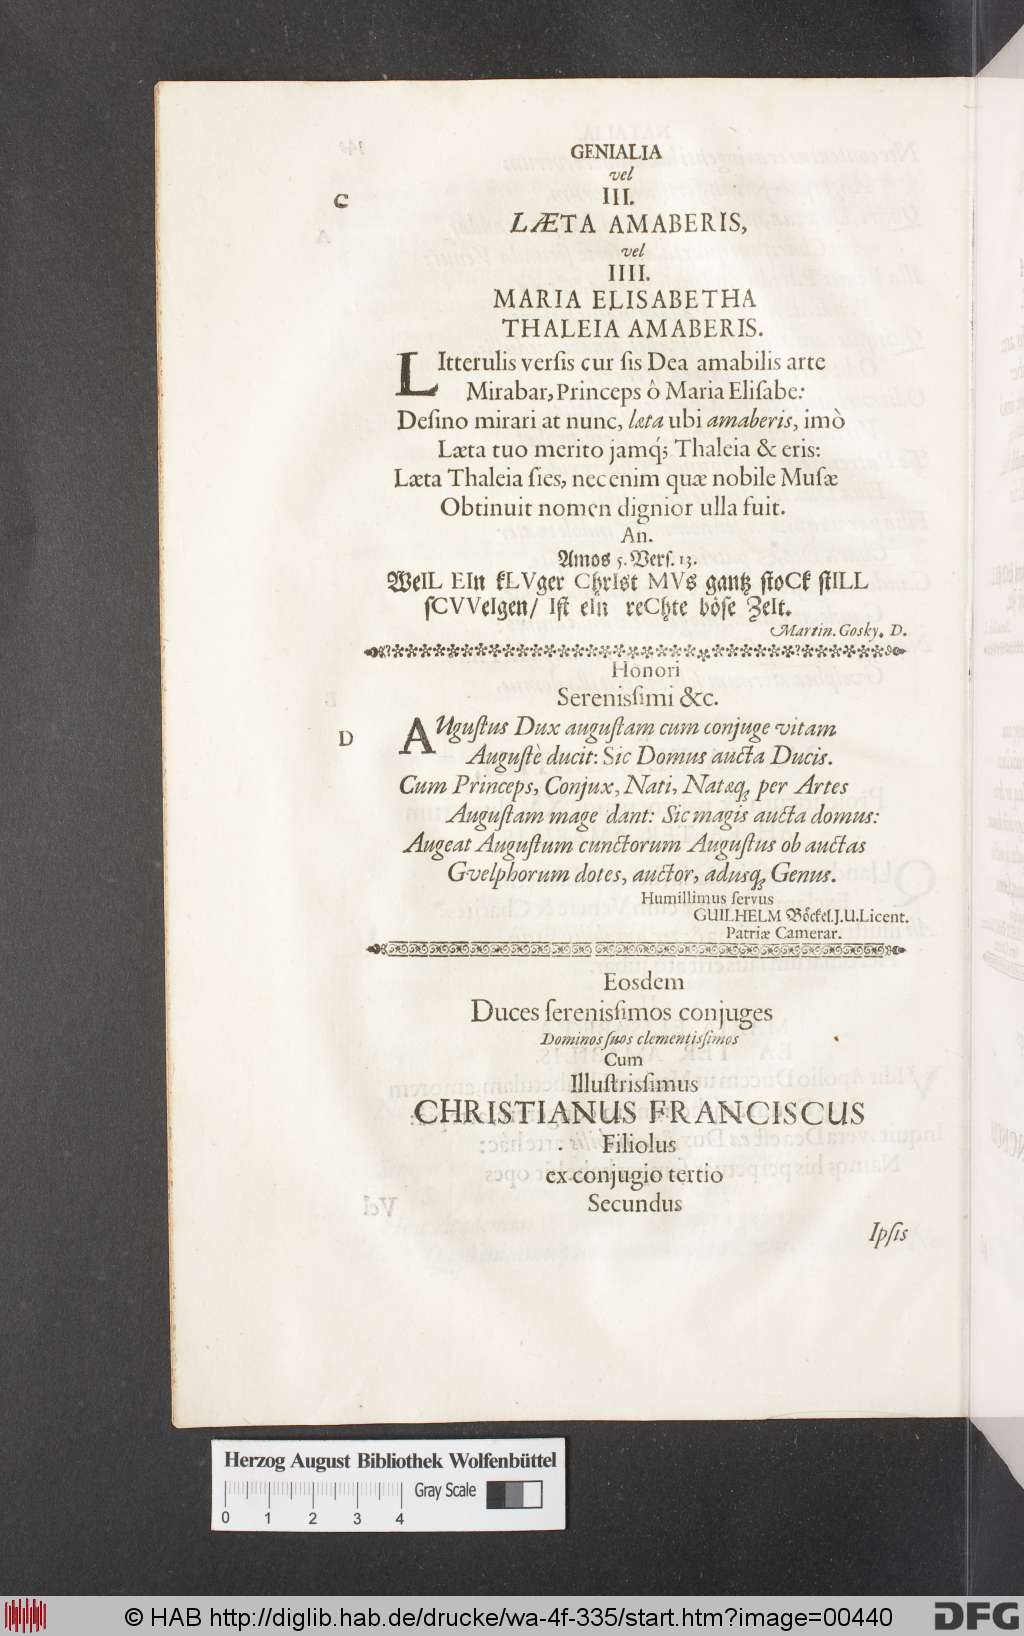 GENIALIA
vel
C
III.
LÆTA AMABERIS,
vel
IIII.
MARIA ELISABETHA
THALEIA AMABERIS.
LItterulis versis cur sis Dea amabilis arte
Mirabar, Princeps ô Maria Elisabe:
Desino mirari at nunc, læta ubi amaberis, imò
Læta tuo merito jamq́; Thaleia & eris:
Læta Thaleia sies, nec enim quæ nobile Musæ
Obtinuit nomen dignior ulla fuit.
An.
Amos 5. Vers. 13.
WeIL EIn kLVger ChrIst MVs gantz stoCk stILL
sCVVeIgen/ Ist eIn reChte böse ZeIt.
Martin. Gosky. D.
Honori
Serenissimi &c.
D
AUgustus Dux augustam cum conjuge vitam
Augustè ducit: Sic Domus aucta Ducis.
Cum Princeps, Conjux, Nati, Natæq; per Artes
Augustam mage dant: Sic magis aucta domus:
Augeat Augustum cunctorum Augustus ob auctas
Gvelphorum dotes, auctor, adusq; Genus.
Humillimus servus
GUILHELM Böckel. J.U. Licent.
Patriæ Camerar.
Eosdem
Duces serenissimos conjuges
Dominos suos clementissimos
Cum
Illustrissimus
CHRISTIANUS FRANCISCUS
Filiolus
ex conjugio tertio
Secundus
Ipsis
Herzog August Bibliothek Wolfenbüttel
Gray Scale
0 1 2 3 4
© HAB http://diglib.hab.de/drucke/wa-4f-335/start.htm?image=00440
DFG